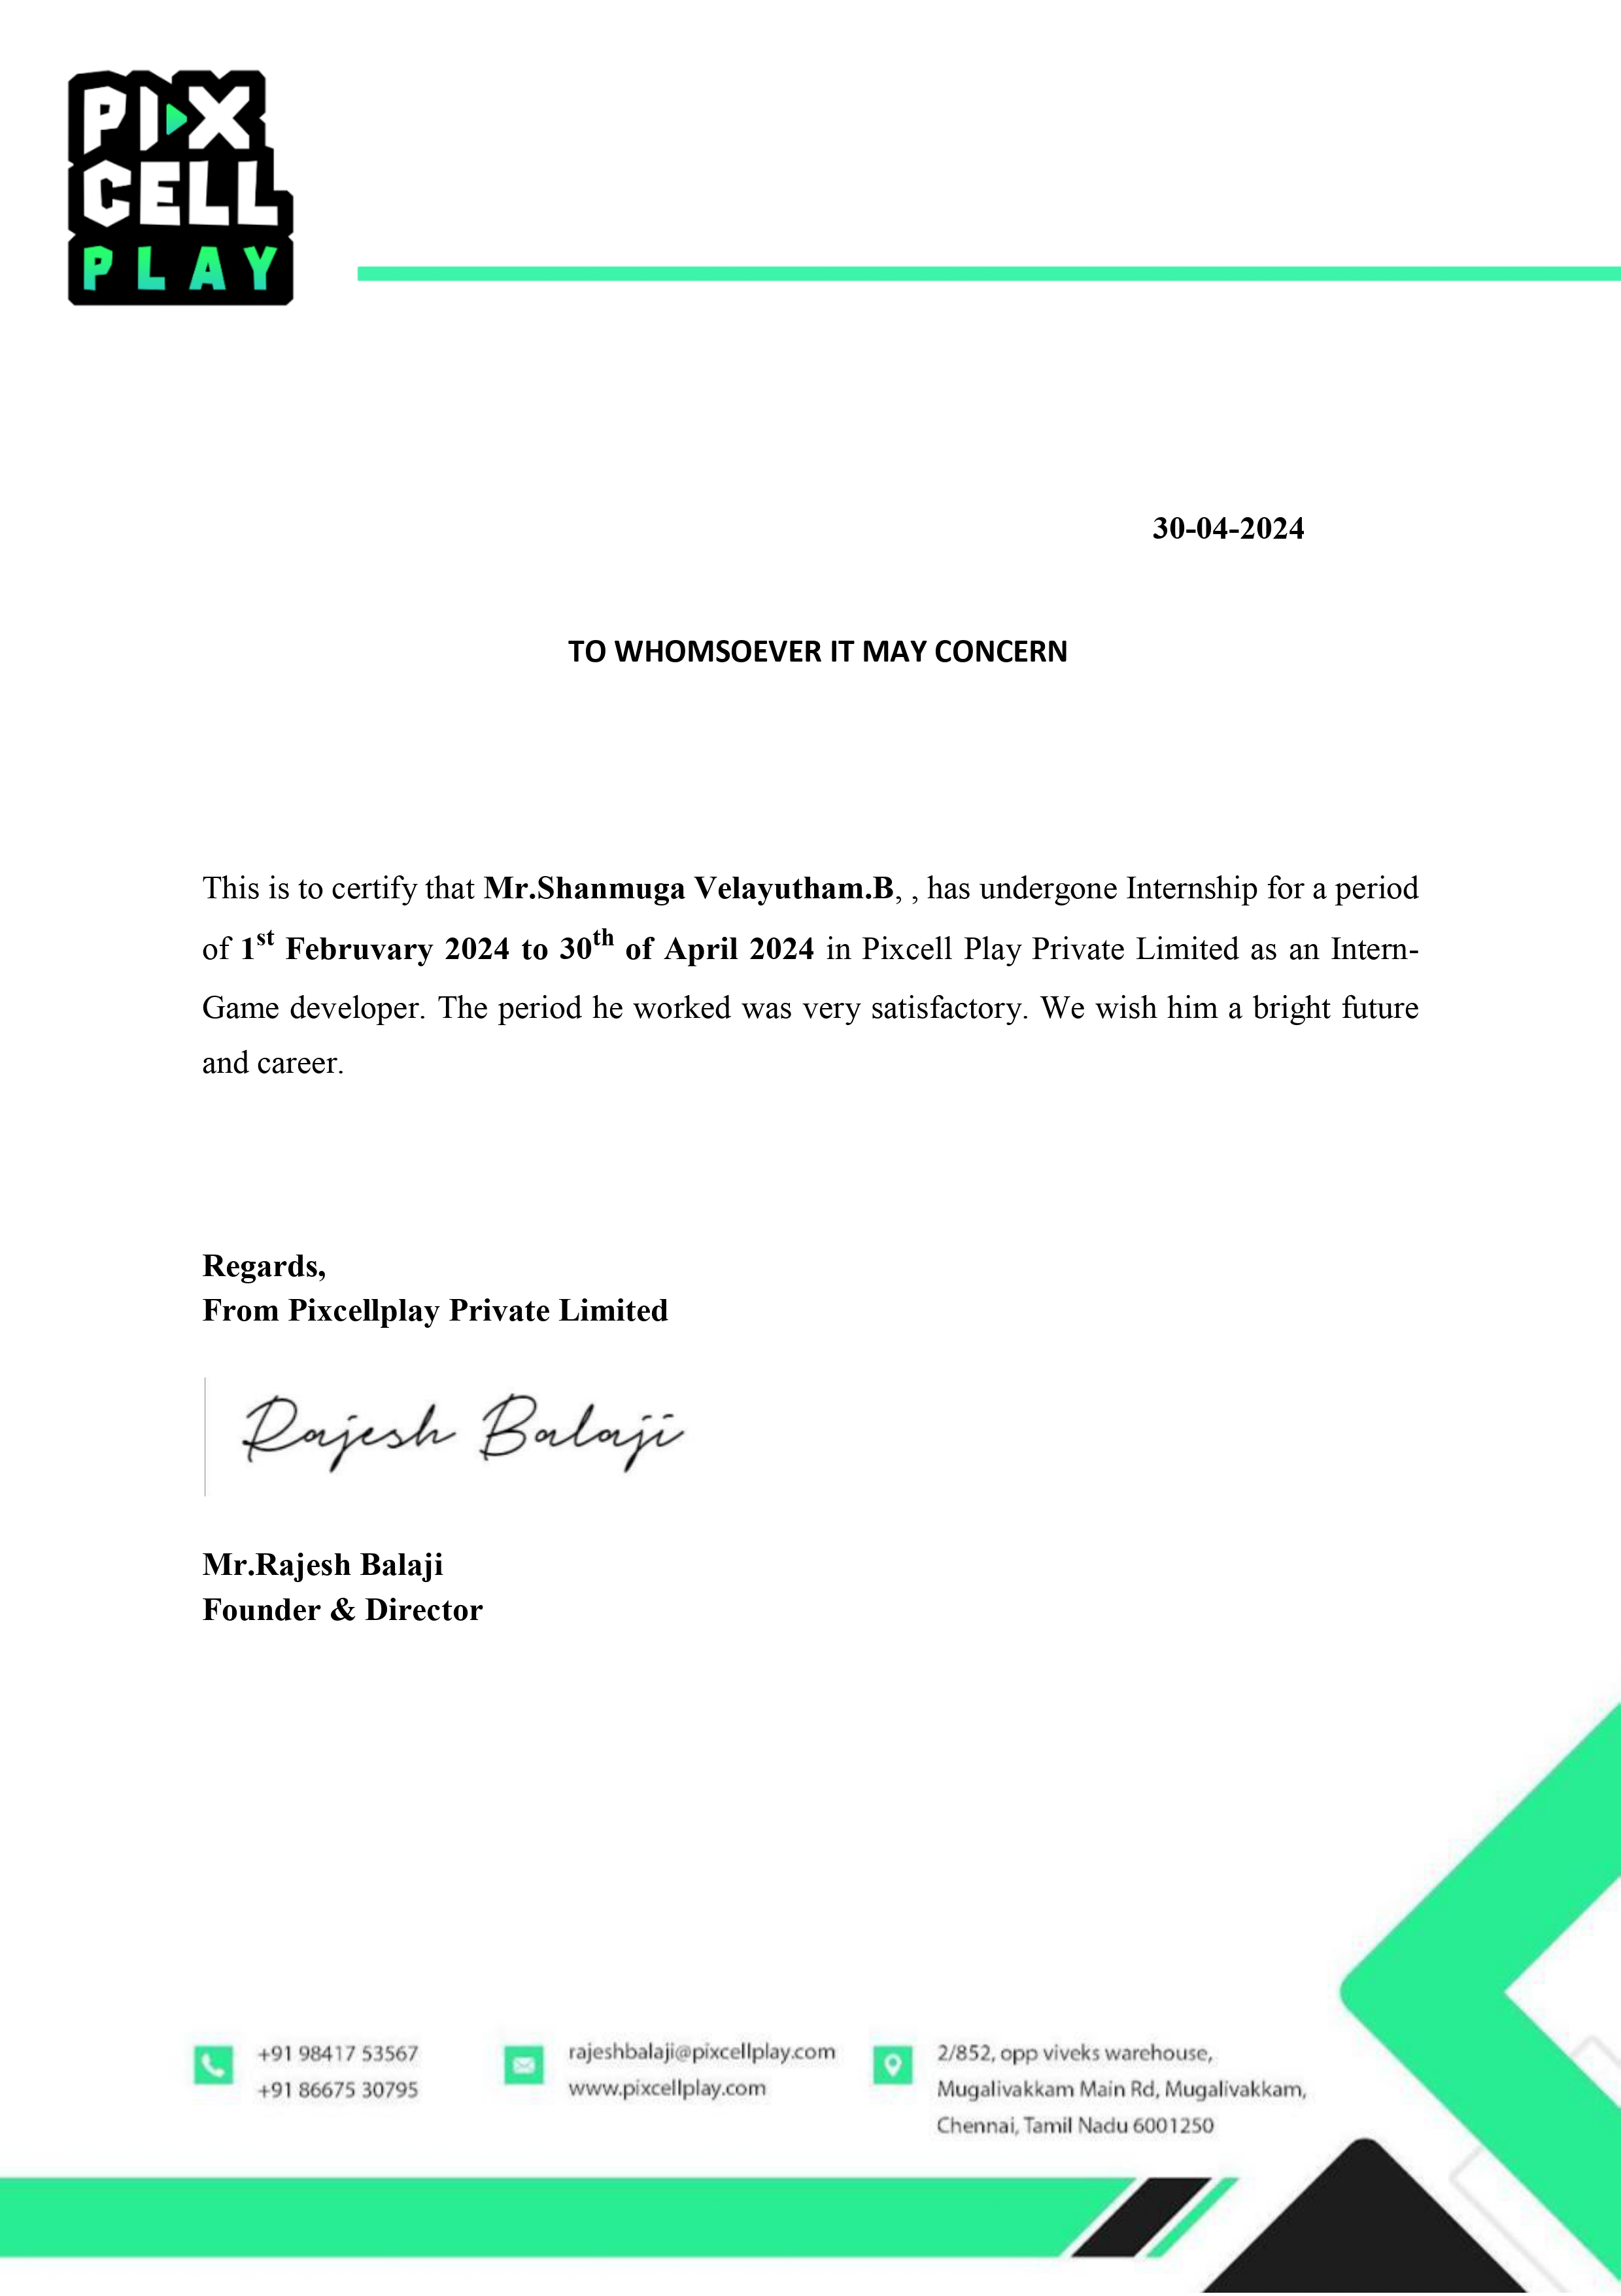 PIX
CELL
PLAY
30-04-2024
TO WHOMSOEVER IT MAY CONCERN
This is to certify that Mr.Shanmuga Velayutham.B, , has undergone Internship for a period
of 1st Februvary 2024 to 30th of April 2024 in Pixcell Play Private Limited as an Intern-
Game developer. The period he worked was very satisfactory. We wish him a bright future
and career.
Regards,
From Pixcellplay Private Limited
Rajesh Balaji
Mr.Rajesh Balaji
Founder & Director
+91 98417 53567
+91 86675 30795
rajeshbalaji@pixcellplay.com
www.pixcellplay.com
2/852, opp viveks warehouse,
Mugalivakkam Main Rd, Mugalivakkam,
Chennai, Tamil Nadu 6001250